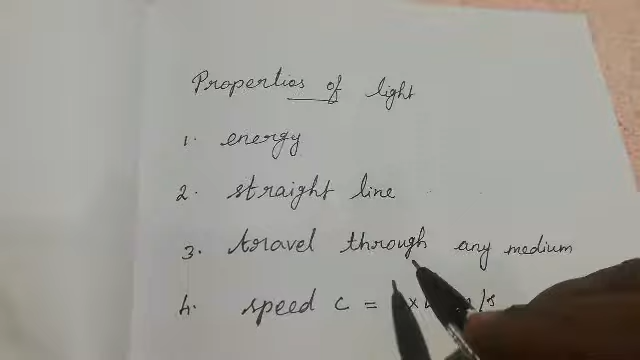 Properties of light
1. energy
2. straight line
3. travel through any medium
4. speed c =